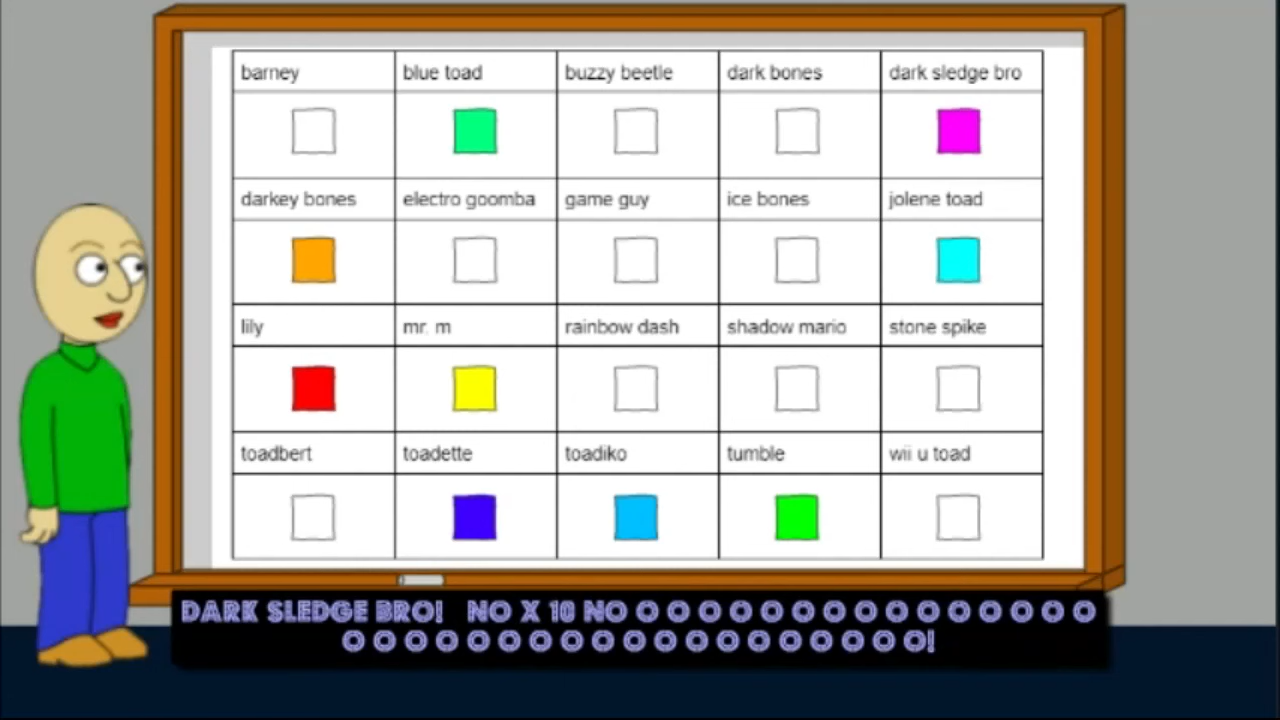 barney blue toad buzzy beetle dark bones dark sledge bro
darkey bones electro goomba game guy ice bones jolene toad
lily mr. m rainbow dash shadow mario stone spike
toadbert toadette toadiko tumble wii u toad
DARK SLEDGE BRO! NO X 10 NO O O O O O O O O O O O O O O O
O O O O O O O O O O O O O O O O O O O!